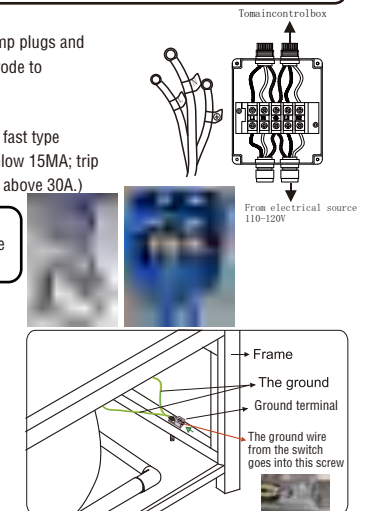 Tomaincontrolbox
mp plugs and
rode to
fast type
low 15MA; trip
above 30A.)
From electrical source
110-120V
e
Frame
The ground
Ground terminal
The ground wire
from the switch
goes into this screw